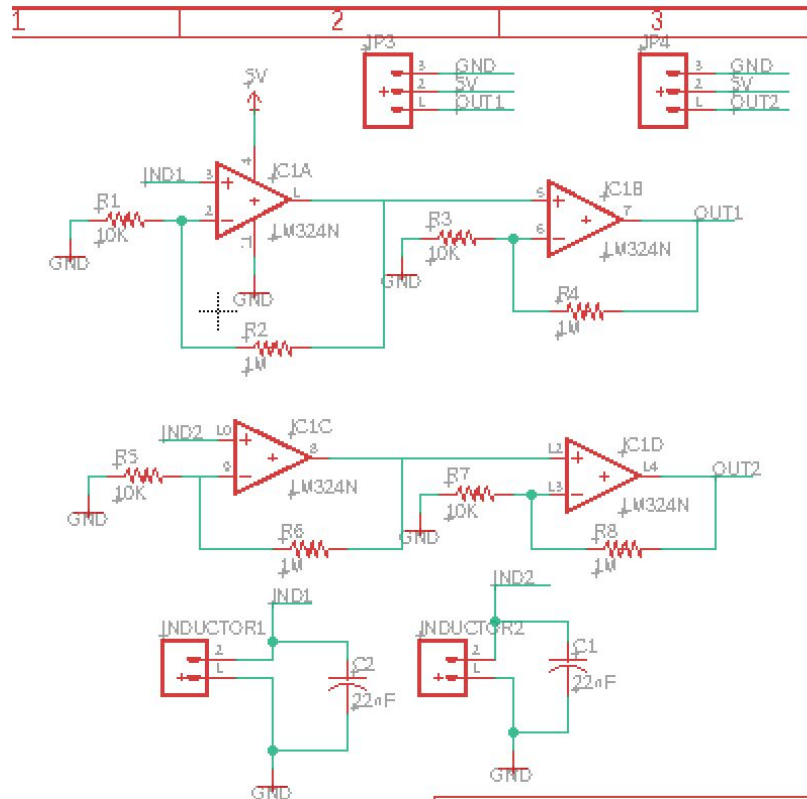 1 2 3
JP3
3 GND
2 5V
1 OUT1
JP4
3 GND
2 5V
1 OUT2
5V
4
IND1 3
IC1A
1
R1
10K
2
LM324N
GND
11
GND
R2
1M
5
IC1B
7 OUT1
R3
10K
6
LM324N
GND
R4
1M
IND2 10
IC1C
8
R5
10K
9
LM324N
GND
R6
1M
12
IC1D
14 OUT2
R7
10K
13
LM324N
GND
R8
1M
IND1
INDUCTOR1
2
1
C2
22nF
GND
IND2
INDUCTOR2
2
1
C1
22nF
GND